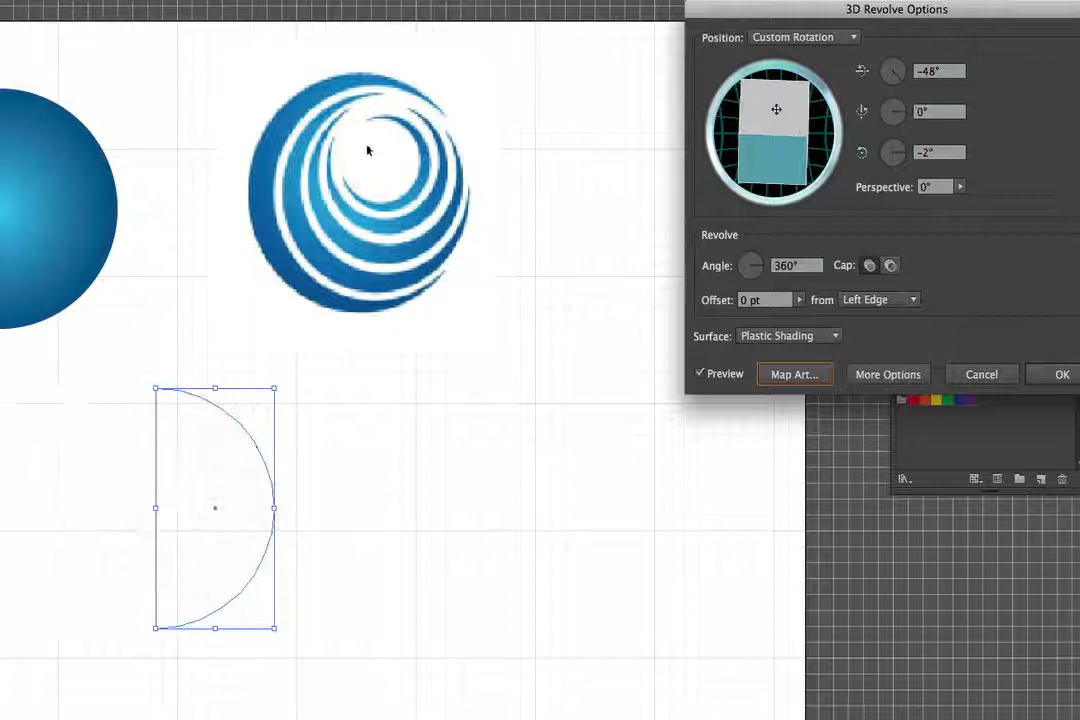 3D Revolve Options
Position: Custom Rotation
-48°
0°
-2°
Perspective: 0°
Revolve
Angle: 360° Cap:
Offset: 0 pt from Left Edge
Surface: Plastic Shading
Preview Map Art... More Options Cancel OK